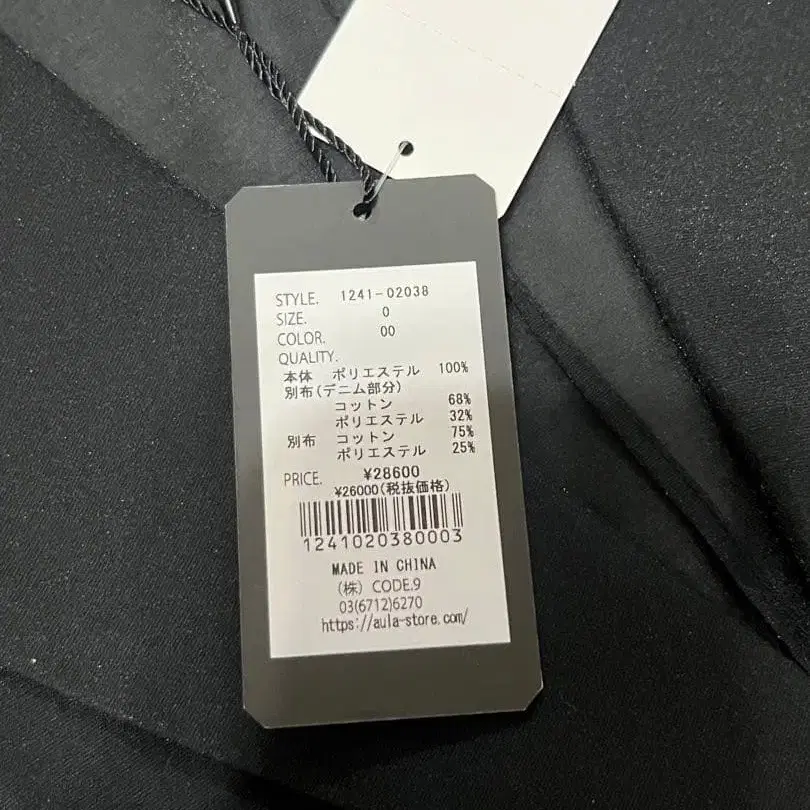 STYLE. 1241-02038
SIZE. 0
COLOR. 00
QUALITY.
本体 ポリエステル 100%
別布(デニム部分)
コットン 68%
ポリエステル 32%
別布 コットン 75%
ポリエステル 25%
PRICE. ¥28600
¥26000(税抜価格)
1241020380003
MADE IN CHINA
(株) CODE.9
03(6712)6270
https://aula-store.com/